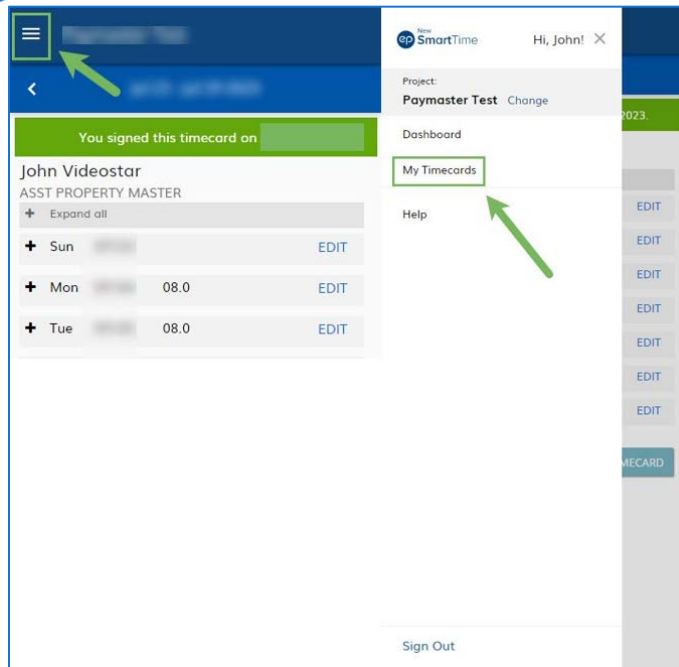 You signed this timecard on
John Videostar
ASST PROPERTY MASTER
+ Expand all
+ Sun EDIT
+ Mon 08.0 EDIT
+ Tue 08.0 EDIT
ep New SmartTime Hi, John! ×
Project:
Paymaster Test Change
Dashboard
My Timecards
Help
Sign Out
2023.
EDIT
EDIT
EDIT
EDIT
EDIT
EDIT
EDIT
MECARD